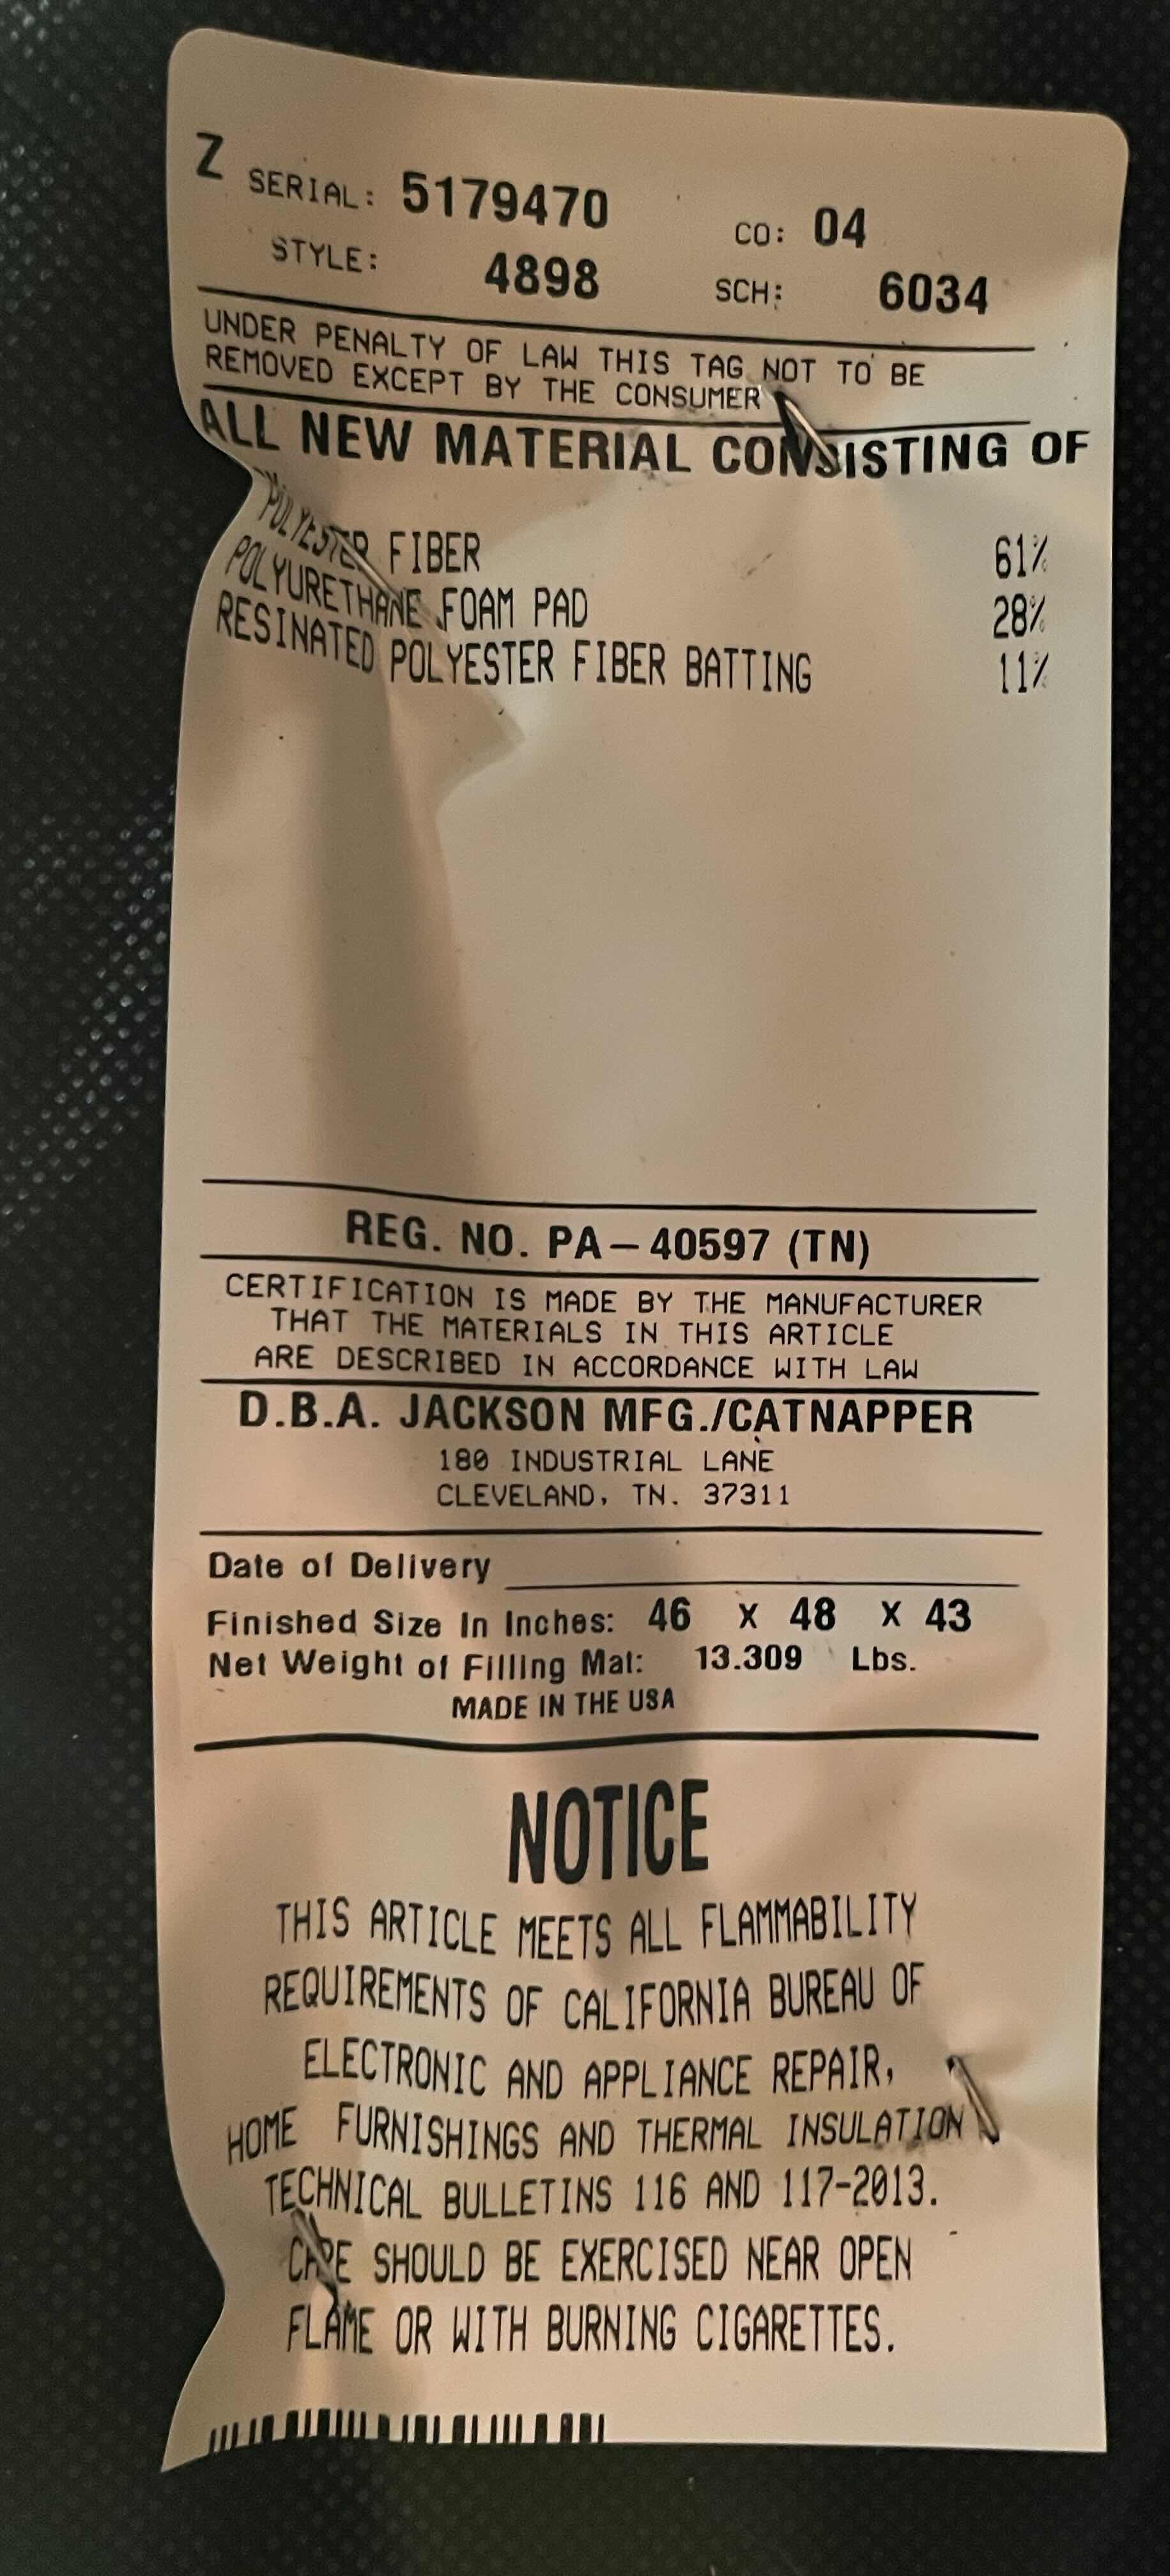 Z SERIAL: 5179470 CO: 04
STYLE: 4898 SCH: 6034
UNDER PENALTY OF LAW THIS TAG NOT TO BE
REMOVED EXCEPT BY THE CONSUMER
ALL NEW MATERIAL CONSISTING OF
POLYESTER FIBER 61%
POLYURETHANE FOAM PAD 28%
RESINATED POLYESTER FIBER BATTING 11%
REG. NO. PA-40597 (TN)
CERTIFICATION IS MADE BY THE MANUFACTURER
THAT THE MATERIALS IN THIS ARTICLE
ARE DESCRIBED IN ACCORDANCE WITH LAW
D.B.A. JACKSON MFG./CATNAPPER
180 INDUSTRIAL LANE
CLEVELAND, TN. 37311
Date of Delivery
Finished Size In Inches: 46 X 48 X 43
Net Weight of Filling Mat: 13.309 Lbs.
MADE IN THE USA
NOTICE
THIS ARTICLE MEETS ALL FLAMMABILITY
REQUIREMENTS OF CALIFORNIA BUREAU OF
ELECTRONIC AND APPLIANCE REPAIR,
HOME FURNISHINGS AND THERMAL INSULATION
TECHNICAL BULLETINS 116 AND 117-2013.
CARE SHOULD BE EXERCISED NEAR OPEN
FLAME OR WITH BURNING CIGARETTES.